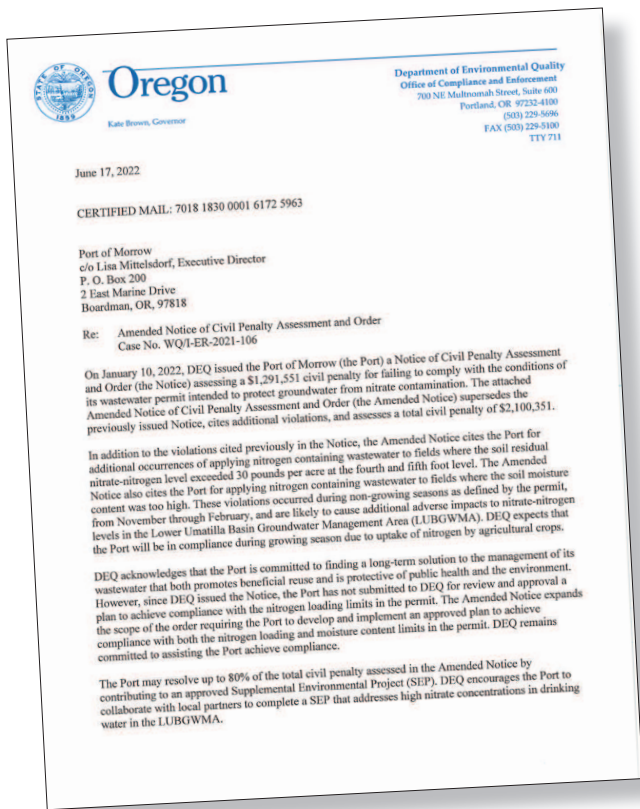 STATE OF OREGON
1859
Oregon
Kate Brown, Governor
Department of Environmental Quality
Office of Compliance and Enforcement
700 NE Multnomah Street, Suite 600
Portland, OR 97232-4100
(503) 229-5696
FAX (503) 229-5100
TTY 711
June 17, 2022
CERTIFIED MAIL: 7018 1830 0001 6172 5963
Port of Morrow
c/o Lisa Mittelsdorf, Executive Director
P. O. Box 200
2 East Marine Drive
Boardman, OR, 97818
Re: Amended Notice of Civil Penalty Assessment and Order
Case No. WQ/I-ER-2021-106
On January 10, 2022, DEQ issued the Port of Morrow (the Port) a Notice of Civil Penalty Assessment
and Order (the Notice) assessing a $1,291,551 civil penalty for failing to comply with the conditions of
its wastewater permit intended to protect groundwater from nitrate contamination. The attached
Amended Notice of Civil Penalty Assessment and Order (the Amended Notice) supersedes the
previously issued Notice, cites additional violations, and assesses a total civil penalty of $2,100,351.
In addition to the violations cited previously in the Notice, the Amended Notice cites the Port for
additional occurrences of applying nitrogen containing wastewater to fields where the soil residual
nitrate-nitrogen level exceeded 30 pounds per acre at the fourth and fifth foot level. The Amended
Notice also cites the Port for applying nitrogen containing wastewater to fields where the soil moisture
content was too high. These violations occurred during non-growing seasons as defined by the permit,
from November through February, and are likely to cause additional adverse impacts to nitrate-nitrogen
levels in the Lower Umatilla Basin Groundwater Management Area (LUBGWMA). DEQ expects that
the Port will be in compliance during growing season due to uptake of nitrogen by agricultural crops.
DEQ acknowledges that the Port is committed to finding a long-term solution to the management of its
wastewater that both promotes beneficial reuse and is protective of public health and the environment.
However, since DEQ issued the Notice, the Port has not submitted to DEQ for review and approval a
plan to achieve compliance with the nitrogen loading limits in the permit. The Amended Notice expands
the scope of the order requiring the Port to develop and implement an approved plan to achieve
compliance with both the nitrogen loading and moisture content limits in the permit. DEQ remains
committed to assisting the Port achieve compliance.
The Port may resolve up to 80% of the total civil penalty assessed in the Amended Notice by
contributing to an approved Supplemental Environmental Project (SEP). DEQ encourages the Port to
collaborate with local partners to complete a SEP that addresses high nitrate concentrations in drinking
water in the LUBGWMA.